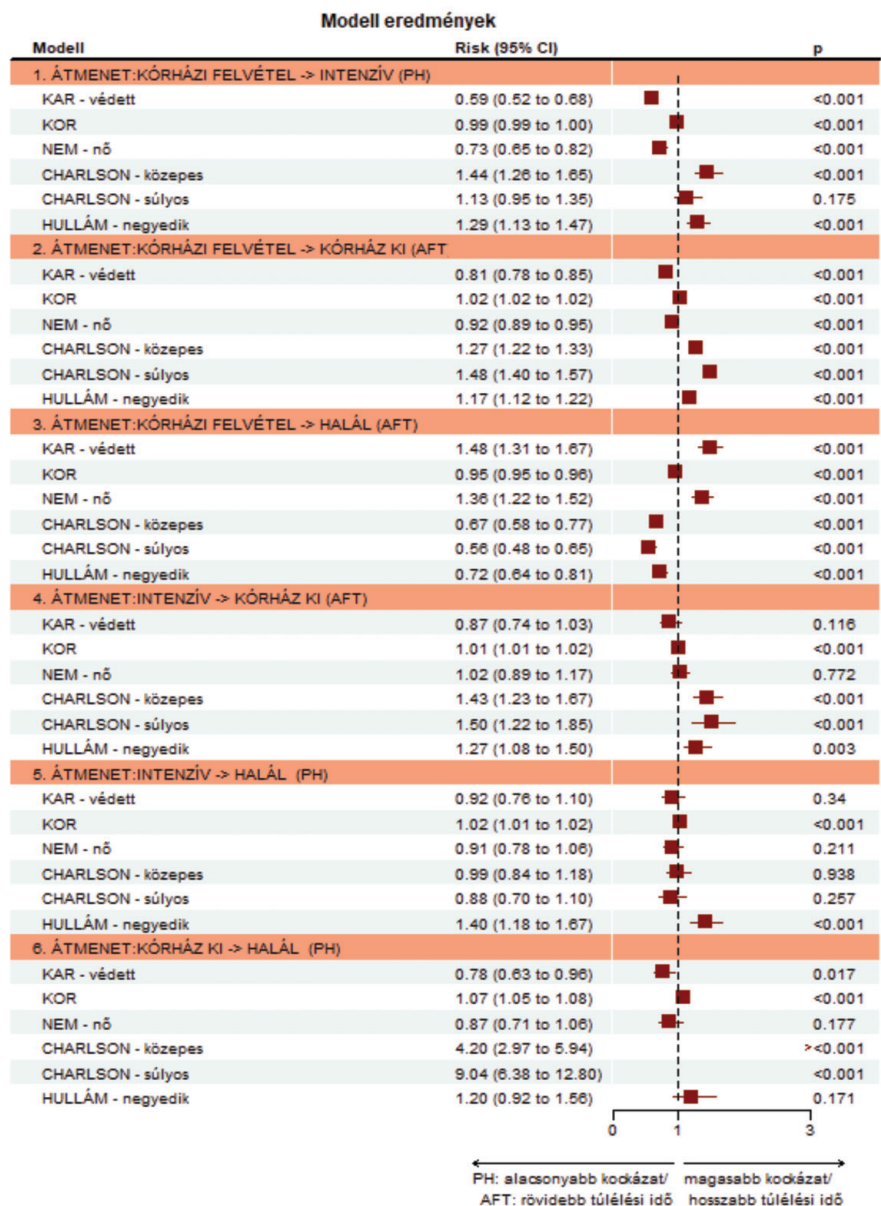 Modell eredmények
Modell Risk (95% CI) p
1. ÁTMENET:KÓRHÁZI FELVÉTEL -> INTENZÍV (PH)
KAR - védett 0.59 (0.52 to 0.68) <0.001
KOR 0.99 (0.99 to 1.00) <0.001
NEM - nő 0.73 (0.65 to 0.82) <0.001
CHARLSON - közepes 1.44 (1.26 to 1.65) <0.001
CHARLSON - súlyos 1.13 (0.95 to 1.35) 0.175
HULLÁM - negyedik 1.29 (1.13 to 1.47) <0.001
2. ÁTMENET:KÓRHÁZI FELVÉTEL -> KÓRHÁZ KI (AFT
KAR - védett 0.81 (0.78 to 0.85) <0.001
KOR 1.02 (1.02 to 1.02) <0.001
NEM - nő 0.92 (0.89 to 0.95) <0.001
CHARLSON - közepes 1.27 (1.22 to 1.33) <0.001
CHARLSON - súlyos 1.48 (1.40 to 1.57) <0.001
HULLÁM - negyedik 1.17 (1.12 to 1.22) <0.001
3. ÁTMENET:KÓRHÁZI FELVÉTEL -> HALÁL (AFT)
KAR - védett 1.48 (1.31 to 1.67) <0.001
KOR 0.95 (0.95 to 0.96) <0.001
NEM - nő 1.36 (1.22 to 1.52) <0.001
CHARLSON - közepes 0.67 (0.58 to 0.77) <0.001
CHARLSON - súlyos 0.56 (0.48 to 0.65) <0.001
HULLÁM - negyedik 0.72 (0.64 to 0.81) <0.001
4. ÁTMENET:INTENZÍV -> KÓRHÁZ KI (AFT)
KAR - védett 0.87 (0.74 to 1.03) 0.116
KOR 1.01 (1.01 to 1.02) <0.001
NEM - nő 1.02 (0.89 to 1.17) 0.772
CHARLSON - közepes 1.43 (1.23 to 1.67) <0.001
CHARLSON - súlyos 1.50 (1.22 to 1.85) <0.001
HULLÁM - negyedik 1.27 (1.08 to 1.50) 0.003
5. ÁTMENET:INTENZÍV -> HALÁL (PH)
KAR - védett 0.92 (0.76 to 1.10) 0.34
KOR 1.02 (1.01 to 1.02) <0.001
NEM - nő 0.91 (0.78 to 1.06) 0.211
CHARLSON - közepes 0.99 (0.84 to 1.18) 0.938
CHARLSON - súlyos 0.88 (0.70 to 1.10) 0.257
HULLÁM - negyedik 1.40 (1.18 to 1.67) <0.001
6. ÁTMENET:KÓRHÁZ KI -> HALÁL (PH)
KAR - védett 0.78 (0.63 to 0.96) 0.017
KOR 1.07 (1.05 to 1.08) <0.001
NEM - nő 0.87 (0.71 to 1.06) 0.177
CHARLSON - közepes 4.20 (2.97 to 5.94) <0.001
CHARLSON - súlyos 9.04 (6.38 to 12.80) <0.001
HULLÁM - negyedik 1.20 (0.92 to 1.56) 0.171
0 1 3
PH: alacsonyabb kockázat/ magasabb kockázat/
AFT: rövidebb túlélési idő hosszabb túlélési idő